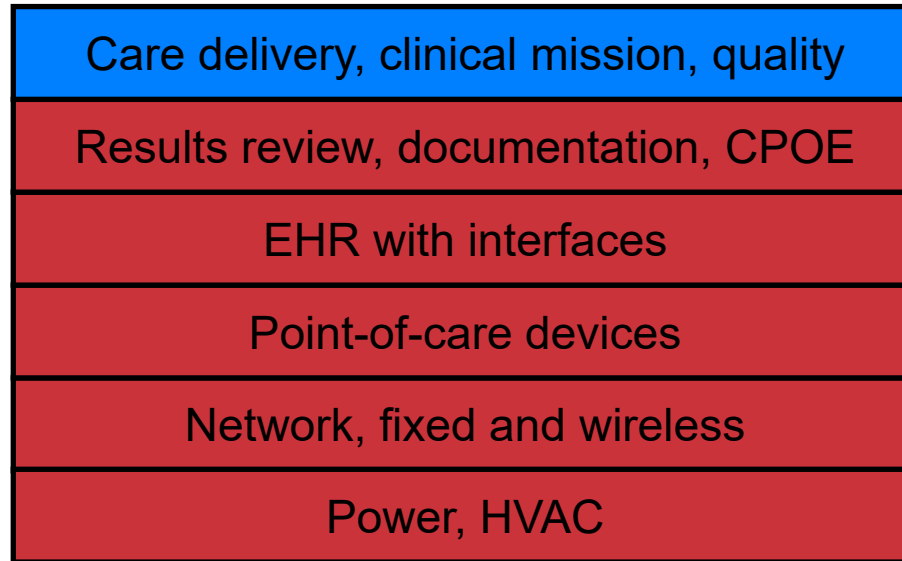 Care delivery, clinical mission, quality
Results review, documentation, CPOE
EHR with interfaces
Point-of-care devices
Network, fixed and wireless
Power, HVAC